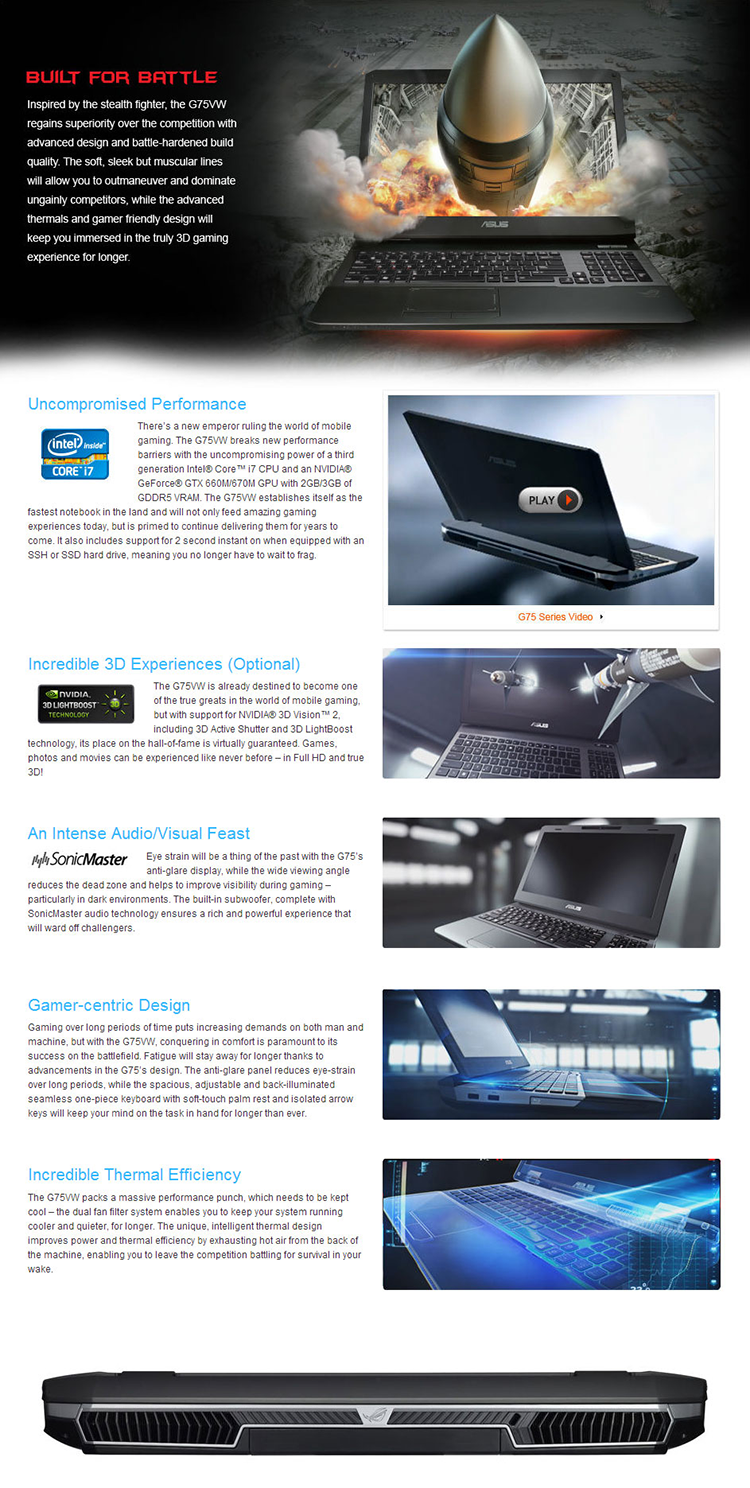 BUILT FOR BATTLE
Inspired by the stealth fighter, the G75VW
regains superiority over the competition with
advanced design and battle-hardened build
quality. The soft, sleek but muscular lines
will allow you to outmaneuver and dominate
ungainly competitors, while the advanced
thermals and gamer friendly design will
keep you immersed in the truly 3D gaming
experience for longer.
ASUS
Uncompromised Performance
intel inside™
CORE™ i7
There's a new emperor ruling the world of mobile
gaming. The G75VW breaks new performance
barriers with the uncompromising power of a third
generation Intel® Core™ i7 CPU and an NVIDIA®
GeForce® GTX 660M/670M GPU with 2GB/3GB of
GDDR5 VRAM. The G75VW establishes itself as the
fastest notebook in the land and will not only feed amazing gaming
experiences today, but is primed to continue delivering them for years to
come. It also includes support for 2 second instant on when equipped with an
SSH or SSD hard drive, meaning you no longer have to wait to frag.
ASUS
PLAY
G75 Series Video
Incredible 3D Experiences (Optional)
NVIDIA.
3D LIGHTBOOST™
TECHNOLOGY
3D
The G75VW is already destined to become one
of the true greats in the world of mobile gaming,
but with support for NVIDIA® 3D Vision™ 2,
including 3D Active Shutter and 3D LightBoost
technology, its place on the hall-of-fame is virtually guaranteed. Games,
photos and movies can be experienced like never before – in Full HD and true
3D!
ASUS
An Intense Audio/Visual Feast
SonicMaster
Eye strain will be a thing of the past with the G75's
anti-glare display, while the wide viewing angle
reduces the dead zone and helps to improve visibility during gaming –
particularly in dark environments. The built-in subwoofer, complete with
SonicMaster audio technology ensures a rich and powerful experience that
will ward off challengers.
ASUS
Gamer-centric Design
Gaming over long periods of time puts increasing demands on both man and
machine, but with the G75VW, conquering in comfort is paramount to its
success on the battlefield. Fatigue will stay away for longer thanks to
advancements in the G75's design. The anti-glare panel reduces eye-strain
over long periods, while the spacious, adjustable and back-illuminated
seamless one-piece keyboard with soft-touch palm rest and isolated arrow
keys will keep your mind on the task in hand for longer than ever.
Incredible Thermal Efficiency
The G75VW packs a massive performance punch, which needs to be kept
cool – the dual fan filter system enables you to keep your system running
cooler and quieter, for longer. The unique, intelligent thermal design
improves power and thermal efficiency by exhausting hot air from the back of
the machine, enabling you to leave the competition battling for survival in your
wake.
ASUS